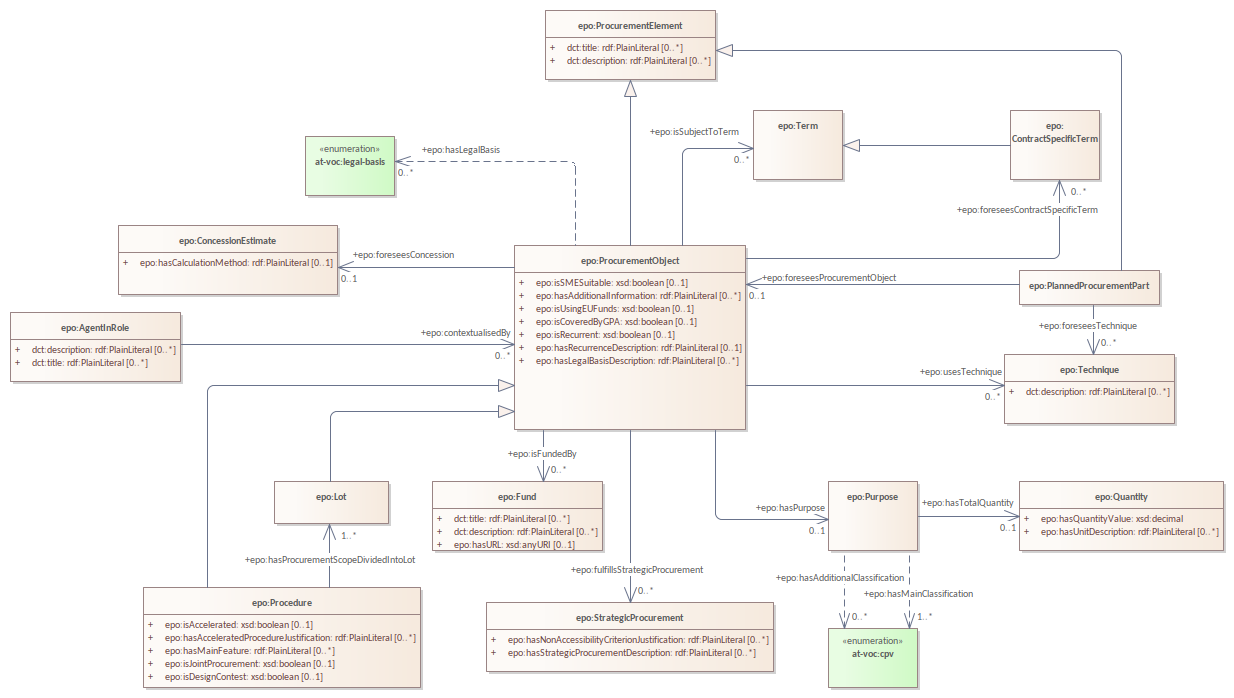 epo:ProcurementElement
+ dct:title: rdf:PlainLiteral [0..*]
+ dct:description: rdf:PlainLiteral [0..*]
+epo:isSubjectToTerm
0..*
epo:Term
epo:
ContractSpecificTerm
0..*
+epo:foreseesContractSpecificTerm
«enumeration»
at-voc:legal-basis
+epo:hasLegalBasis
0..*
epo:ConcessionEstimate
+ epo:hasCalculationMethod: rdf:PlainLiteral [0..1]
+epo:foreseesConcession
0..1
epo:ProcurementObject
+ epo:isSMESuitable: xsd:boolean [0..1]
+ epo:hasAdditionalInformation: rdf:PlainLiteral [0..*]
+ epo:isUsingEUFunds: xsd:boolean [0..1]
+ epo:isCoveredByGPA: xsd:boolean [0..1]
+ epo:isRecurrent: xsd:boolean [0..1]
+ epo:hasRecurrenceDescription: rdf:PlainLiteral [0..1]
+ epo:hasLegalBasisDescription: rdf:PlainLiteral [0..*]
+epo:foreseesProcurementObject
0..1
epo:PlannedProcurementPart
+epo:foreseesTechnique
0..*
epo:AgentInRole
+ dct:description: rdf:PlainLiteral [0..*]
+ dct:title: rdf:PlainLiteral [0..*]
+epo:contextualisedBy
0..*
+epo:usesTechnique
0..*
epo:Technique
+ dct:description: rdf:PlainLiteral [0..*]
+epo:isFundedBy
0..*
epo:Lot
1..*
+epo:hasProcurementScopeDividedIntoLot
epo:Fund
+ dct:title: rdf:PlainLiteral [0..*]
+ dct:description: rdf:PlainLiteral [0..*]
+ epo:hasURL: xsd:anyURI [0..1]
+epo:hasPurpose
0..1
epo:Purpose
+epo:hasTotalQuantity
0..1
epo:Quantity
+ epo:hasQuantityValue: xsd:decimal
+ epo:hasUnitDescription: rdf:PlainLiteral [0..*]
+epo:fulfillsStrategicProcurement
0..*
+epo:hasAdditionalClassification
0..*
+epo:hasMainClassification
1..*
epo:Procedure
+ epo:isAccelerated: xsd:boolean [0..1]
+ epo:hasAcceleratedProcedureJustification: rdf:PlainLiteral [0..*]
+ epo:hasMainFeature: rdf:PlainLiteral [0..*]
+ epo:isJointProcurement: xsd:boolean [0..1]
+ epo:isDesignContest: xsd:boolean [0..1]
epo:StrategicProcurement
+ epo:hasNonAccessibilityCriterionJustification: rdf:PlainLiteral [0..*]
+ epo:hasStrategicProcurementDescription: rdf:PlainLiteral [0..*]
«enumeration»
at-voc:cpv